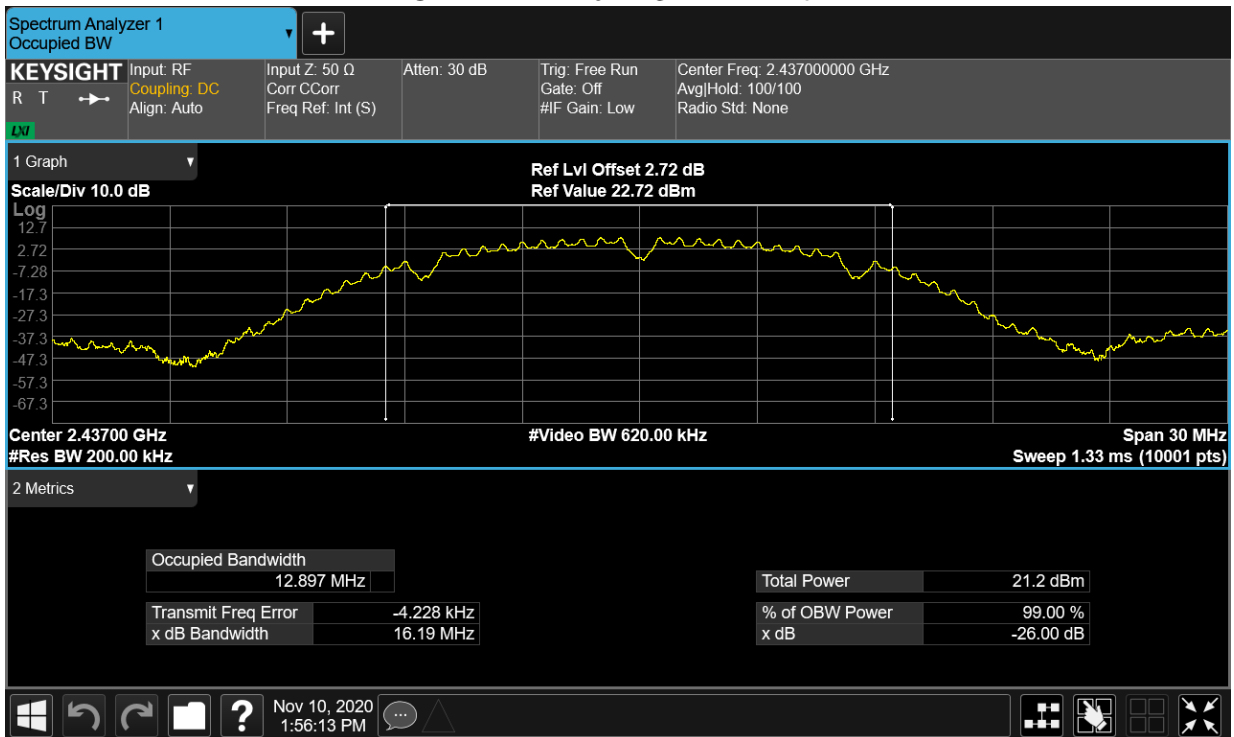 Spectrum Analyzer 1
Occupied BW
+
KEYSIGHT
R T
LXI
Input: RF
Coupling: DC
Align: Auto
Input Z: 50 Ω
Corr CCorr
Freq Ref: Int (S)
Atten: 30 dB
Trig: Free Run
Gate: Off
#IF Gain: Low
Center Freq: 2.437000000 GHz
Avg|Hold: 100/100
Radio Std: None
1 Graph
Scale/Div 10.0 dB
Ref Lvl Offset 2.72 dB
Ref Value 22.72 dBm
Log
12.7
2.72
-7.28
-17.3
-27.3
-37.3
-47.3
-57.3
-67.3
Center 2.43700 GHz
#Res BW 200.00 kHz
#Video BW 620.00 kHz
Span 30 MHz
Sweep 1.33 ms (10001 pts)
2 Metrics
Occupied Bandwidth
12.897 MHz
Transmit Freq Error -4.228 kHz
x dB Bandwidth 16.19 MHz
Total Power 21.2 dBm
% of OBW Power 99.00 %
x dB -26.00 dB
?
Nov 10, 2020
1:56:13 PM